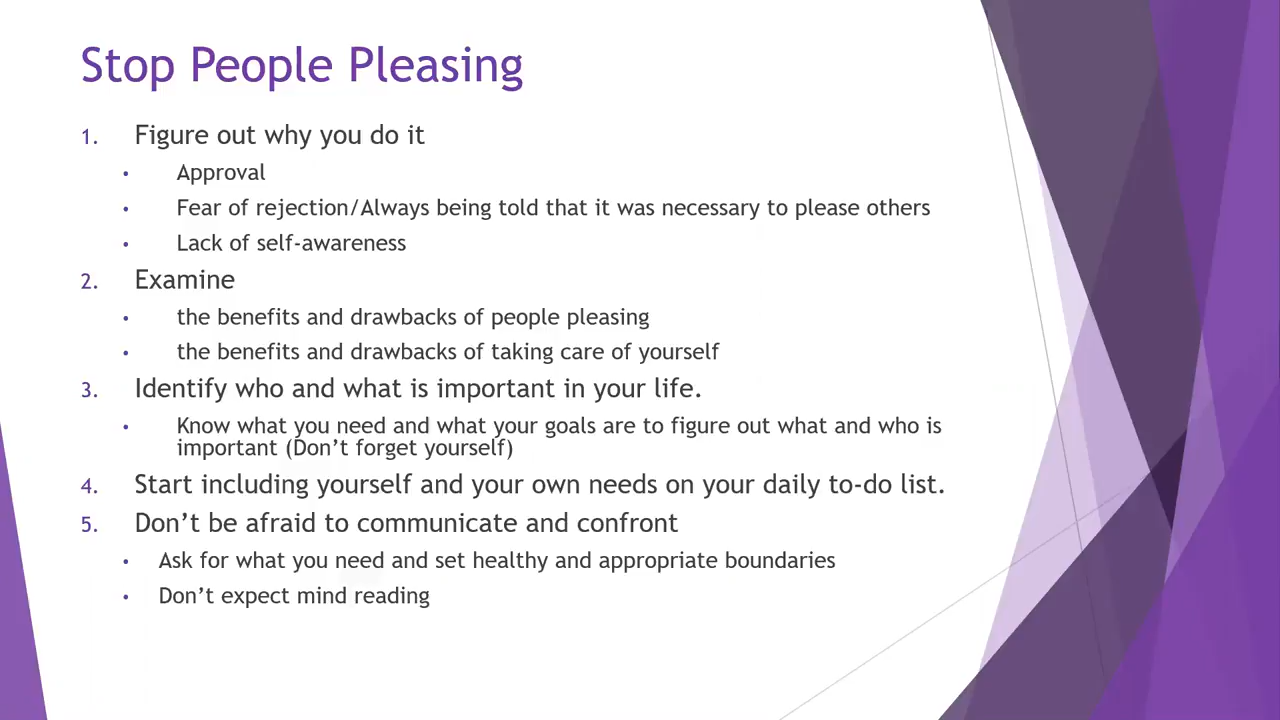 Stop People Pleasing
1. Figure out why you do it
• Approval
• Fear of rejection/Always being told that it was necessary to please others
• Lack of self-awareness
2. Examine
• the benefits and drawbacks of people pleasing
• the benefits and drawbacks of taking care of yourself
3. Identify who and what is important in your life.
• Know what you need and what your goals are to figure out what and who is
important (Don’t forget yourself)
4. Start including yourself and your own needs on your daily to-do list.
5. Don’t be afraid to communicate and confront
• Ask for what you need and set healthy and appropriate boundaries
• Don’t expect mind reading